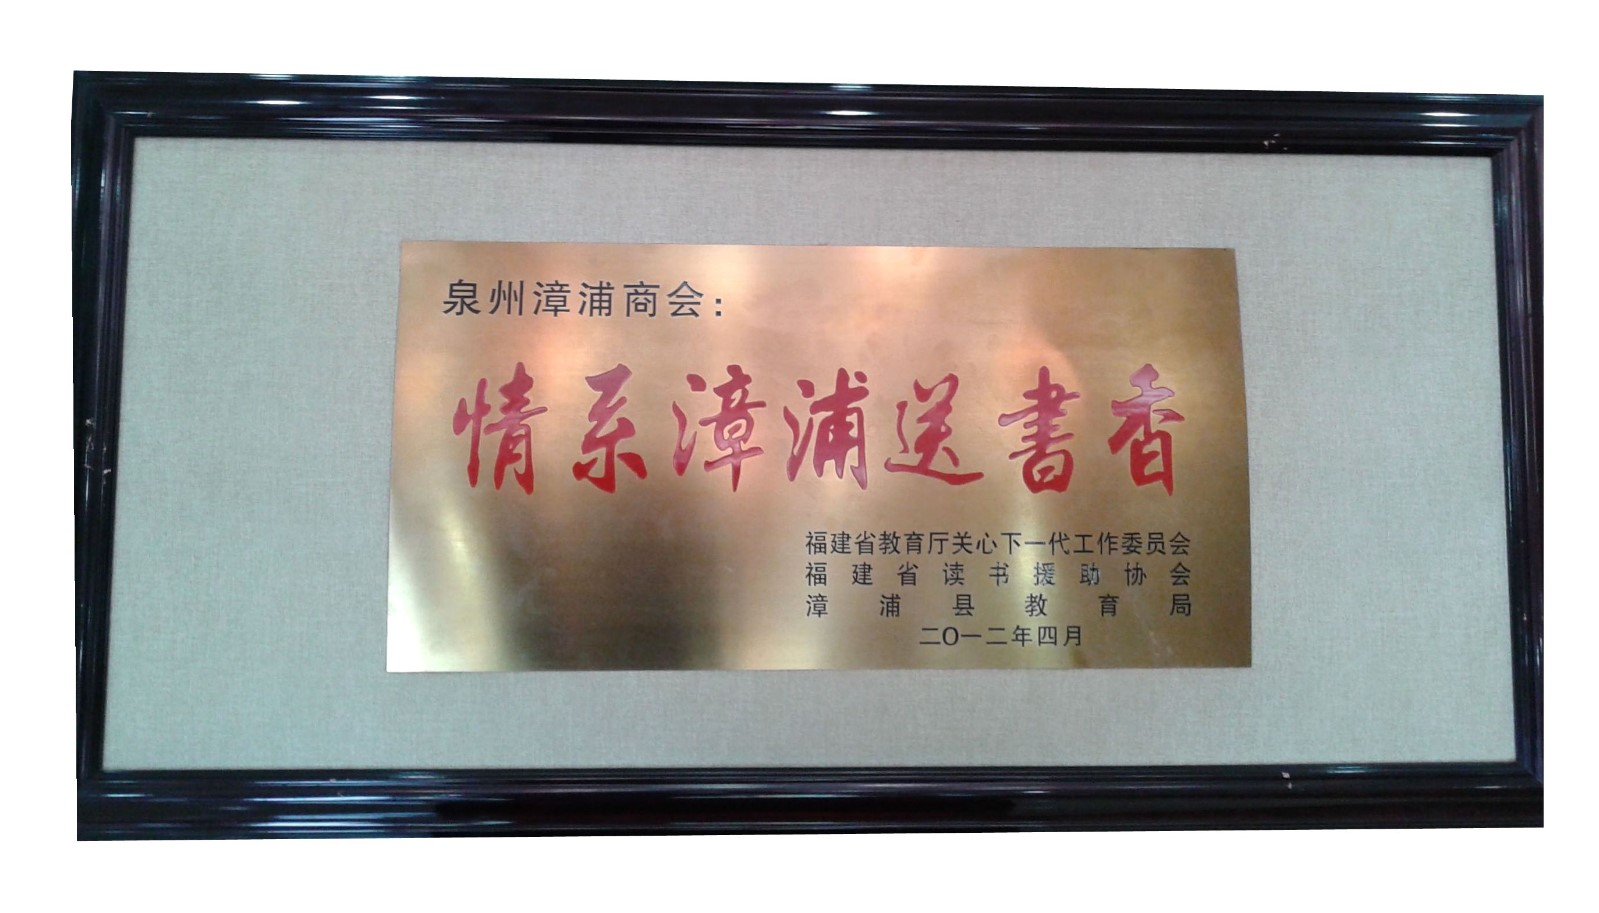 泉州漳浦商会：
情系漳浦送書香
福建省教育厅关心下一代工作委员会
福建省读书援助协会
漳浦县教育局
二〇一二年四月